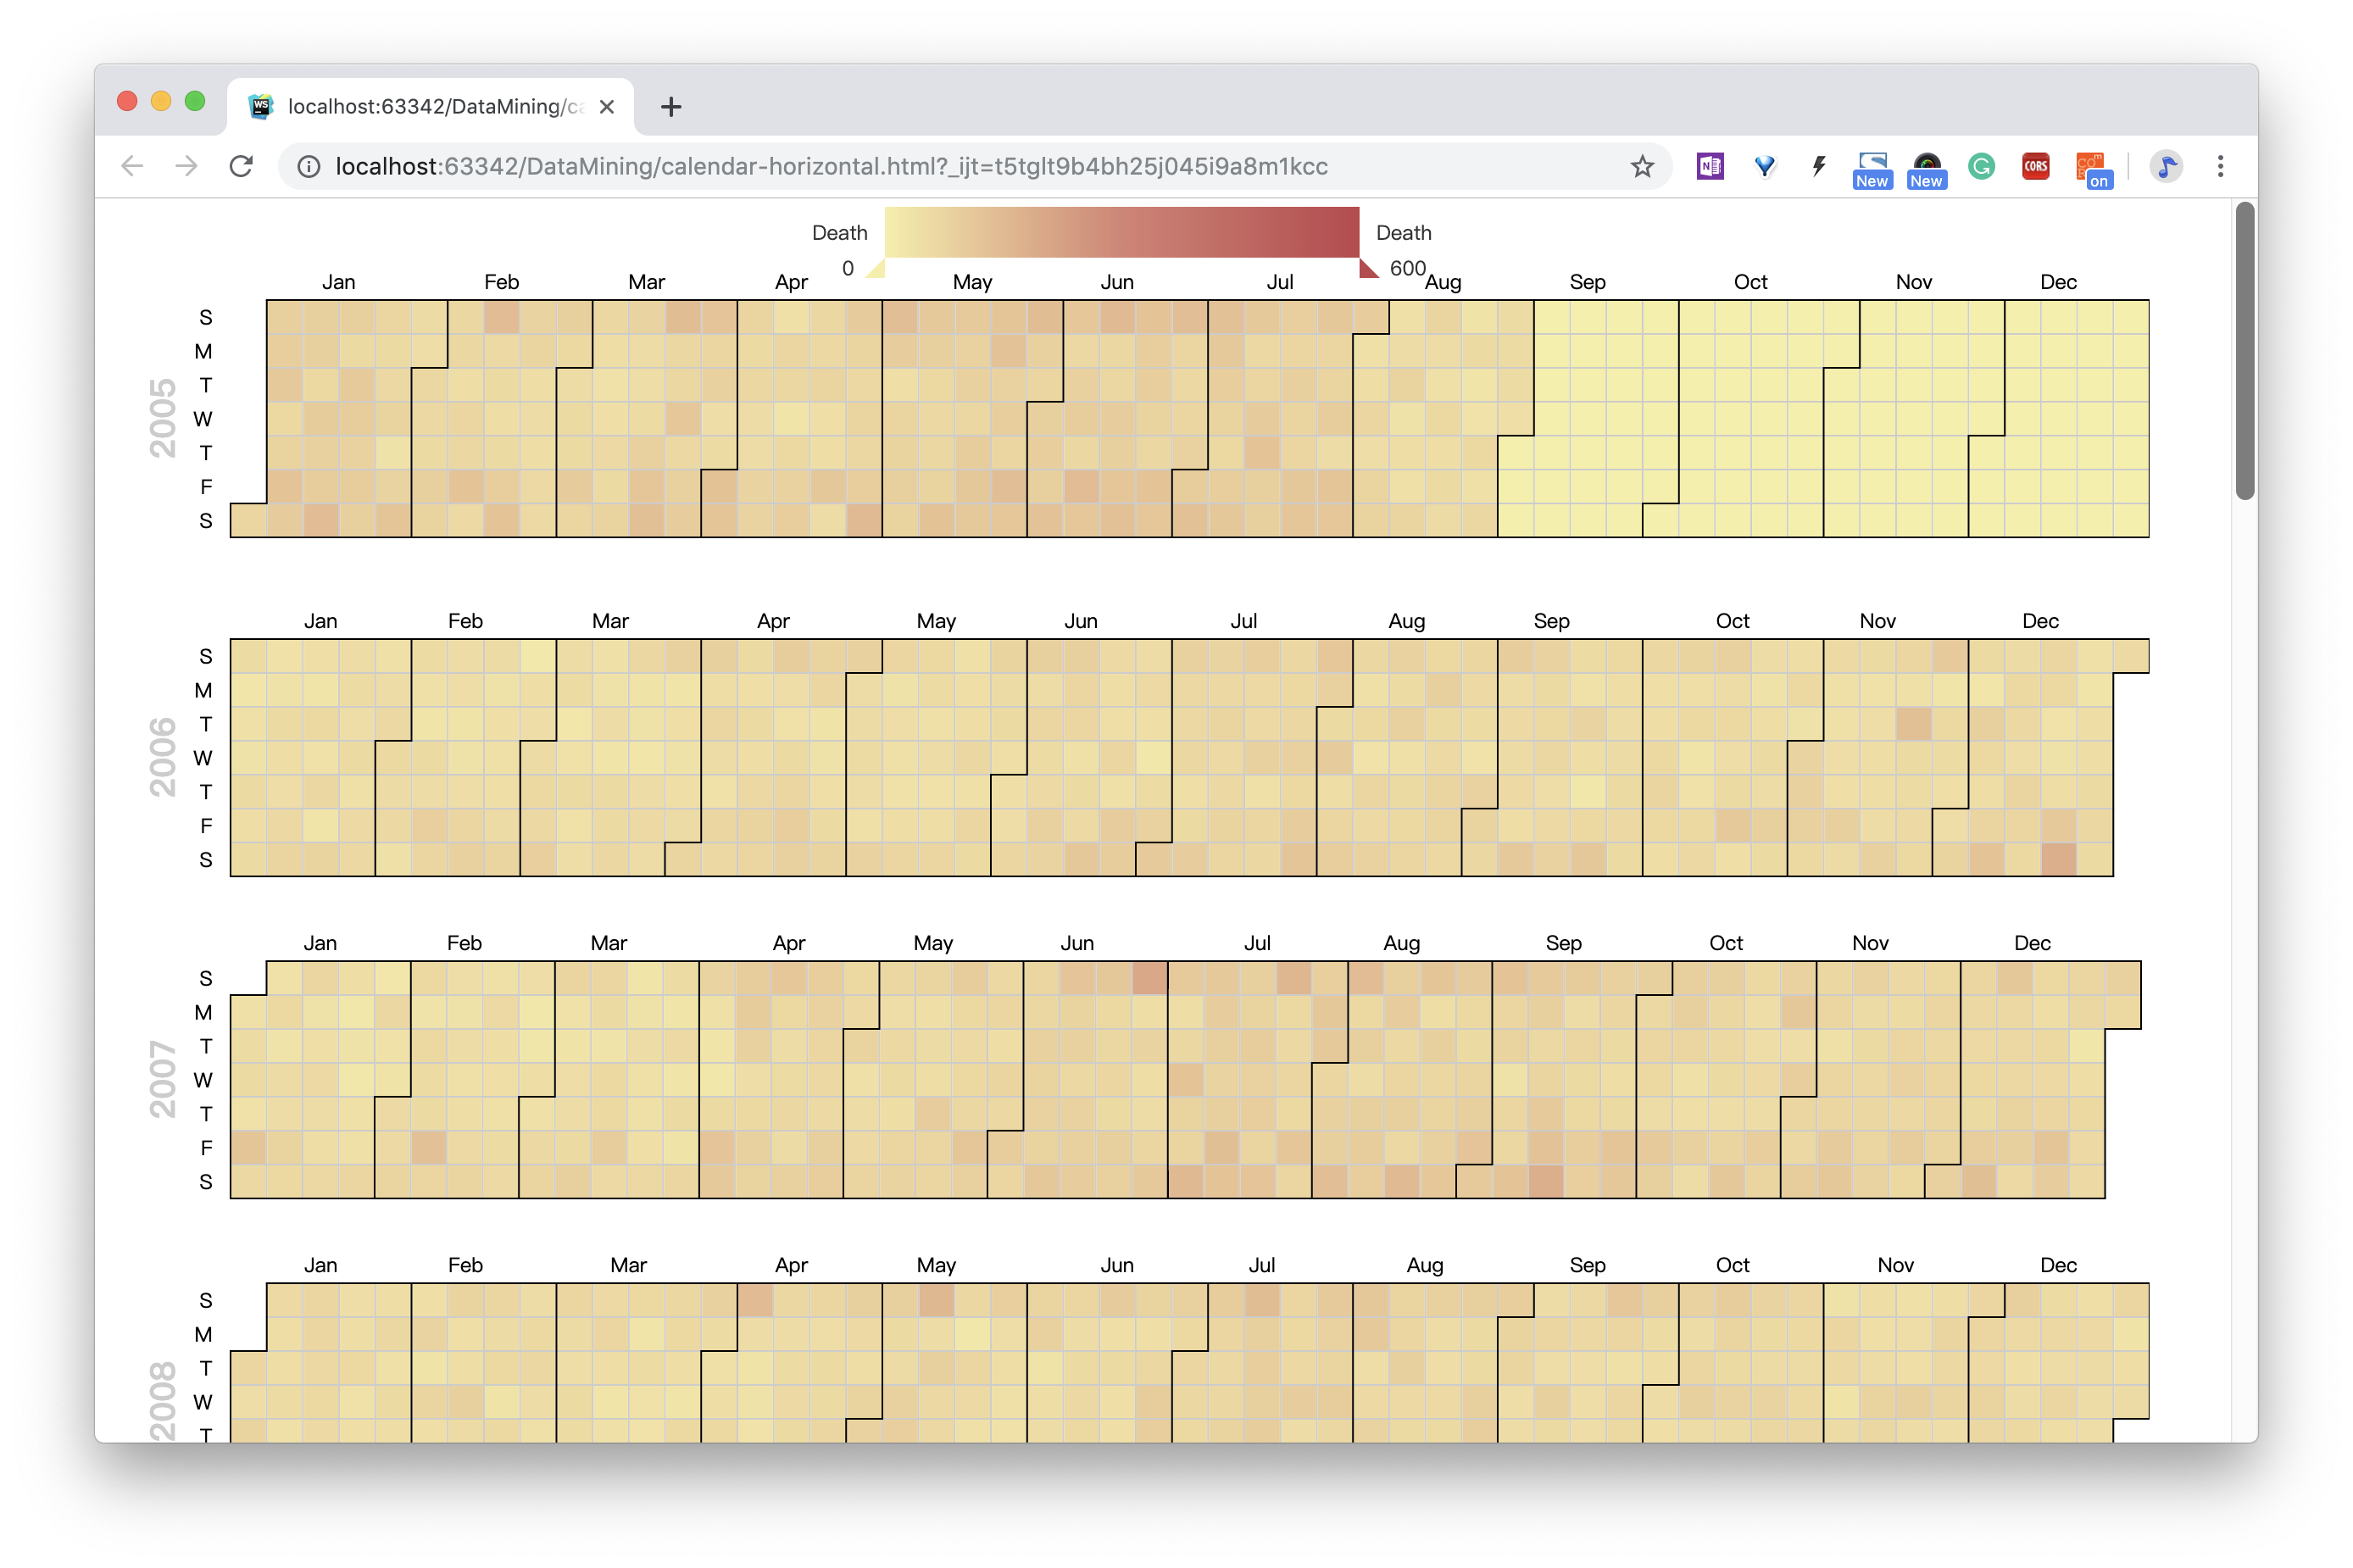 localhost:63342/DataMining/ca
localhost:63342/DataMining/calendar-horizontal.html?_ijt=t5tglt9b4bh25j045i9a8m1kcc
New
New
G
CORS
com
on
Death
Death
0
600
Jan Feb Mar Apr May Jun Jul Aug Sep Oct Nov Dec
2005
S
M
T
W
T
F
S
Jan Feb Mar Apr May Jun Jul Aug Sep Oct Nov Dec
2006
S
M
T
W
T
F
S
Jan Feb Mar Apr May Jun Jul Aug Sep Oct Nov Dec
2007
S
M
T
W
T
F
S
Jan Feb Mar Apr May Jun Jul Aug Sep Oct Nov Dec
2008
S
M
T
W
T